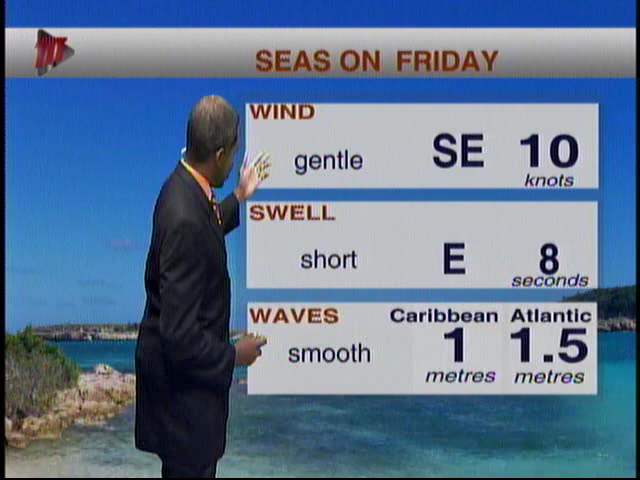 SEAS ON FRIDAY
WIND
gentle SE 10
knots
SWELL
short E 8
seconds
WAVES Caribbean Atlantic
smooth 1 1.5
metres metres